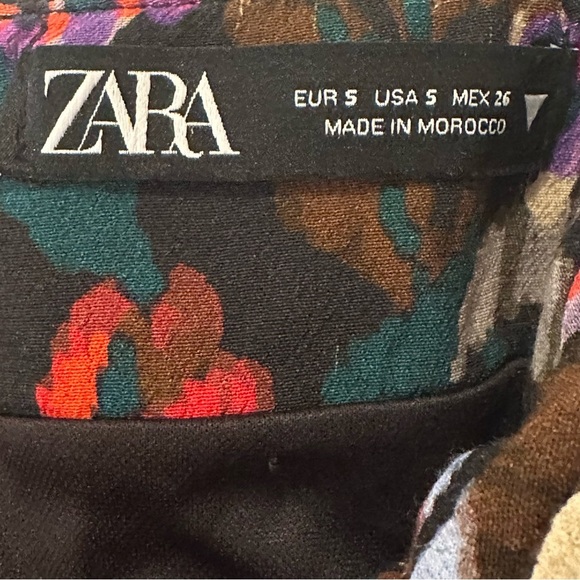 ZARA
EUR S USA S MEX 26
MADE IN MOROCCO